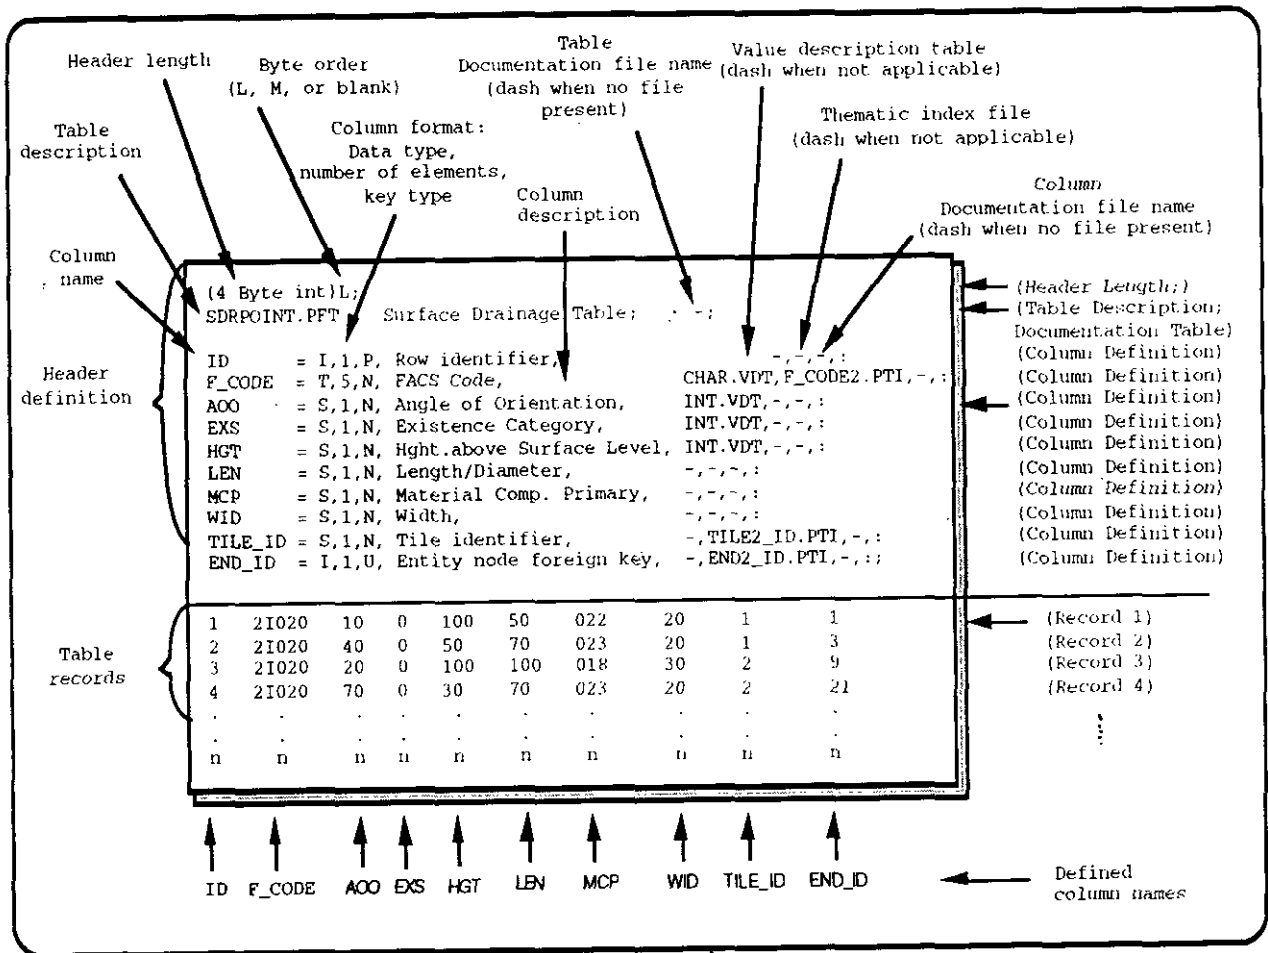 Header length
Byte order
(L, M, or blank)
Table
Documentation file name
(dash when no file
present)
Value description table
(dash when not applicable)
Thematic index file
(dash when not applicable)
Table
description
Column format:
Data type,
number of elements,
key type
Column
description
Column
Documentation file name
(dash when no file present)
Column
name
Header
definition
(4 Byte int)L;
SDRPOINT.PFT Surface Drainage Table; -;
ID = I,1,P, Row identifier, -,-,-,:
F_CODE = T,5,N, FACS Code, CHAR.VDT,F_CODE2.PTI,-,:
AOO = S,1,N, Angle of Orientation, INT.VDT,-,-,:
EXS = S,1,N, Existence Category, INT.VDT,-,-,:
HGT = S,1,N, Hght.above Surface Level, INT.VDT,-,-,:
LEN = S,1,N, Length/Diameter, -,-,-,:
MCP = S,1,N, Material Comp. Primary, -,-,-,:
WID = S,1,N, Width, -,-,-,:
TILE_ID = S,1,N, Tile identifier, -,TILE2_ID.PTI,-,:
END_ID = I,1,U, Entity node foreign key, -,END2_ID.PTI,-,:;
(Header Length;)
(Table Description;
Documentation Table)
(Column Definition)
(Column Definition)
(Column Definition)
(Column Definition)
(Column Definition)
(Column Definition)
(Column Definition)
(Column Definition)
(Column Definition)
(Column Definition)
Table
records
1 2I020 10 0 100 50 022 20 1 1
2 2I020 40 0 50 70 023 20 1 3
3 2I020 20 0 100 100 018 30 2 9
4 2I020 70 0 30 70 023 20 2 21
. . . . . . . . . .
. . . . . . . . . .
n n n n n n n n n n
(Record 1)
(Record 2)
(Record 3)
(Record 4)
ID F_CODE AOO EXS HGT LEN MCP WID TILE_ID END_ID
Defined
column names